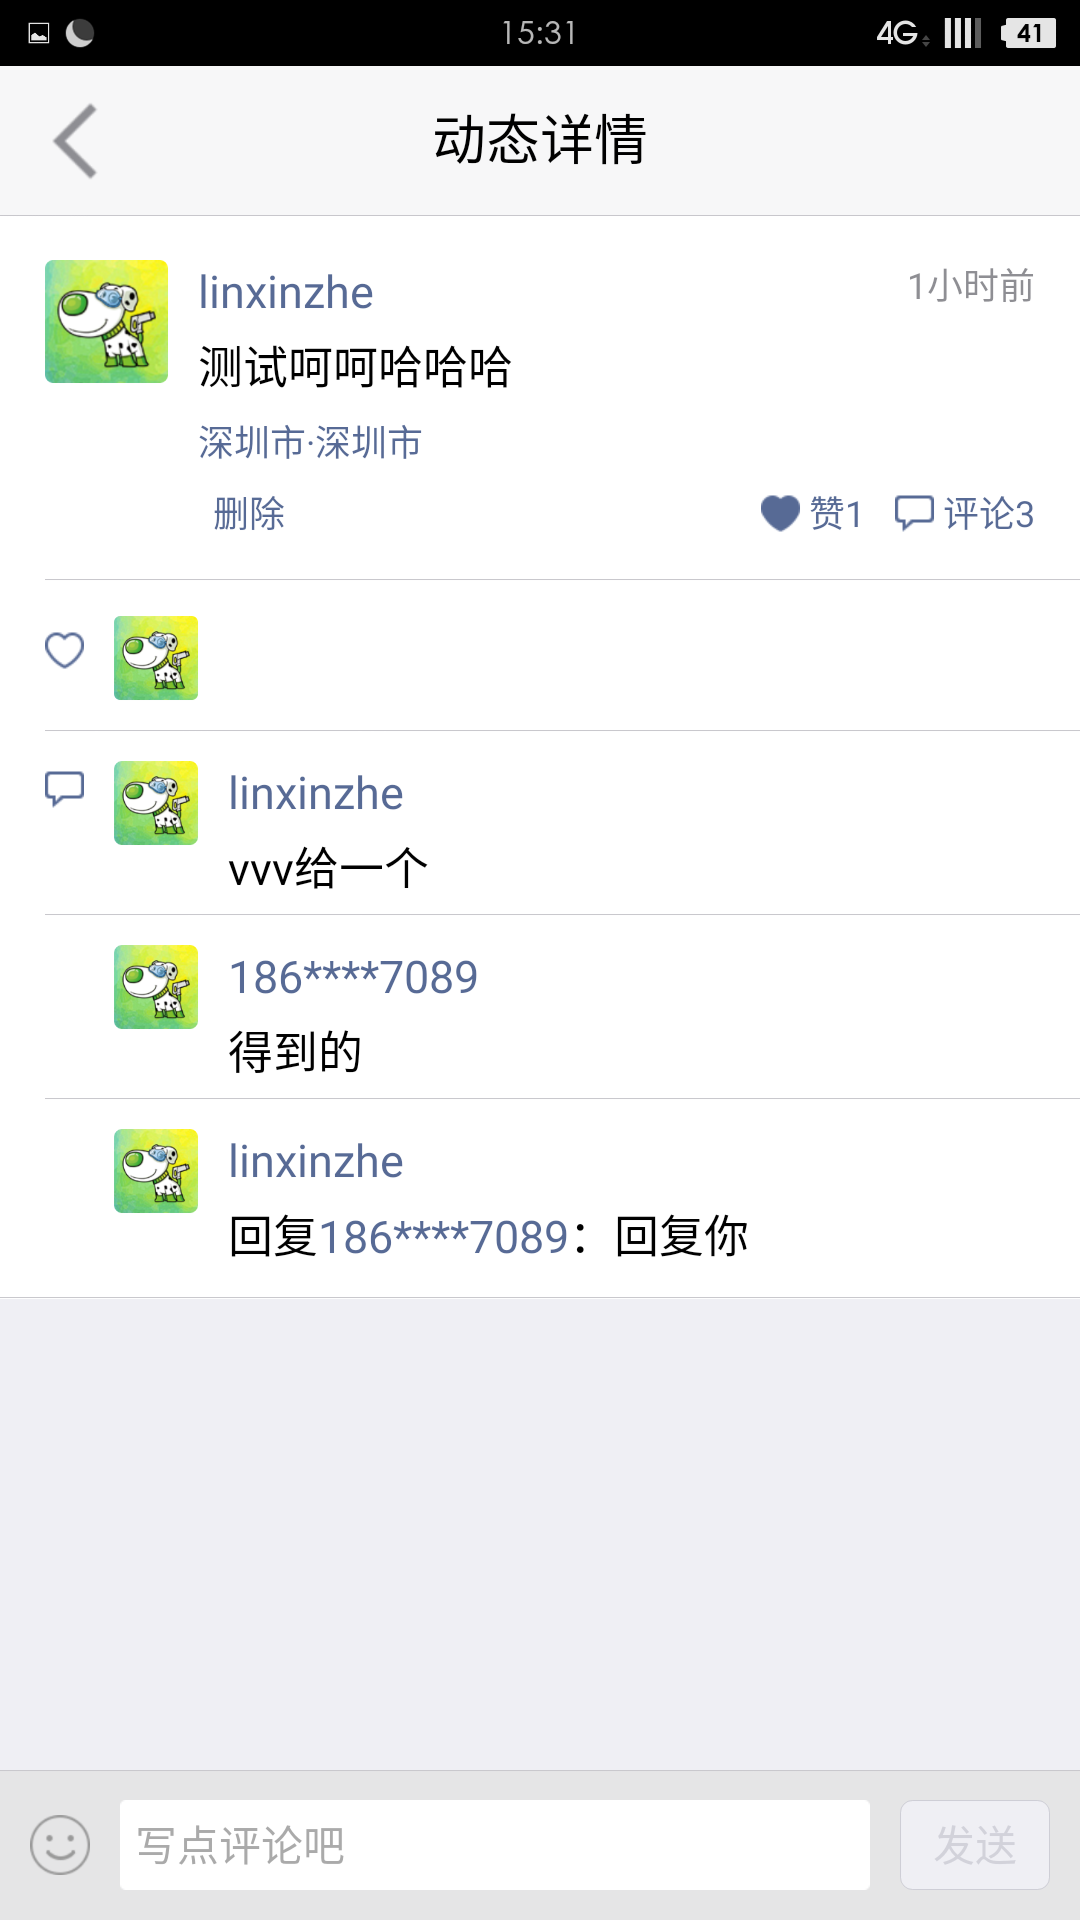 15:31 4G 41
动态详情
linxinzhe 1小时前
测试呵呵哈哈哈
深圳市·深圳市
删除 赞1 评论3
linxinzhe
vvv给一个
186****7089
得到的
linxinzhe
回复186****7089：回复你
写点评论吧 发送